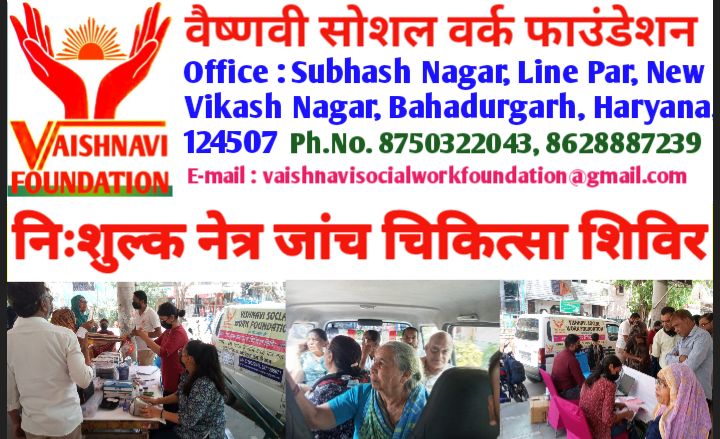 वैष्णवी सोशल वर्क फाउंडेशन
Office : Subhash Nagar, Line Par, New
Vikash Nagar, Bahadurgarh, Haryana,
124507 Ph.No. 8750322043, 8628887239
E-mail : vaishnavisocialworkfoundation@gmail.com
VAISHNAVI
FOUNDATION
निःशुल्क नेत्र जांच चिकित्सा शिविर